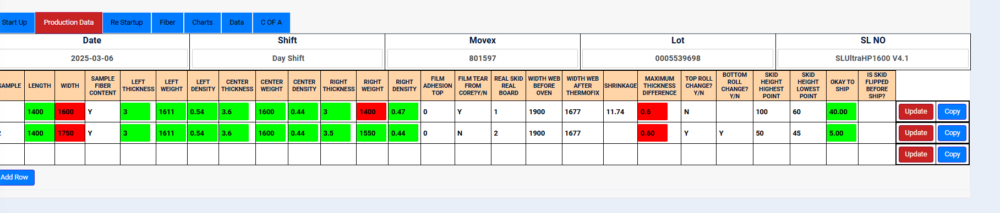 Start Up Production Data Re Startup Fiber Charts Data C OF A
Date Shift Movex Lot SL NO
2025-03-06 Day Shift 801597 0005539698 SLUltraHP1600 V4.1
SAMPLE LENGTH WIDTH SAMPLE FIBER CONTENT LEFT THICKNESS LEFT WEIGHT LEFT DENSITY CENTER THICKNESS CENTER WEIGHT CENTER DENSITY RIGHT THICKNESS RIGHT WEIGHT RIGHT DENSITY FILM ADHESION TOP FILM TEAR FROM CORE?Y/N REAL SKID REAL BOARD WIDTH WEB BEFORE OVEN WIDTH WEB AFTER THERMOFIX SHRINKAGE MAXIMUM THICKNESS DIFFERENCE TOP ROLL CHANGE? Y/N BOTTOM ROLL CHANGE? Y/N SKID HEIGHT HIGHEST POINT SKID HEIGHT LOWEST POINT OKAY TO SHIP IS SKID FLIPPED BEFORE SHIP?
1400 1600 Y 3 1611 0.54 3.6 1600 0.44 3 1400 0.47 0 Y 1 1900 1677 11.74 0.6 N 100 60 40.00 Update Copy
2 1400 1750 Y 3 1611 0.54 3.6 1600 0.44 3.5 1550 0.44 0 N 2 1900 1677 0.60 Y Y 50 45 5.00 Update Copy
Update Copy
Add Row